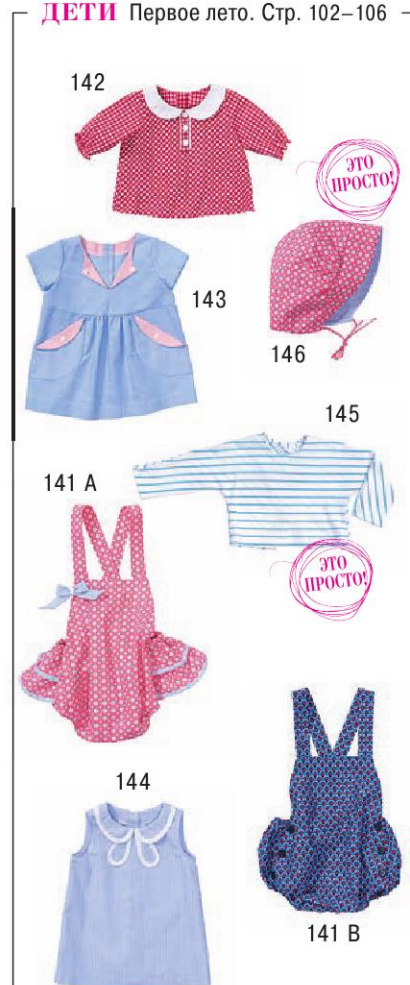 ДЕТИ Первое лето. Стр. 102–106
142
ЭТО
ПРОСТО!
143
146
145
141 A
ЭТО
ПРОСТО!
144
141 B